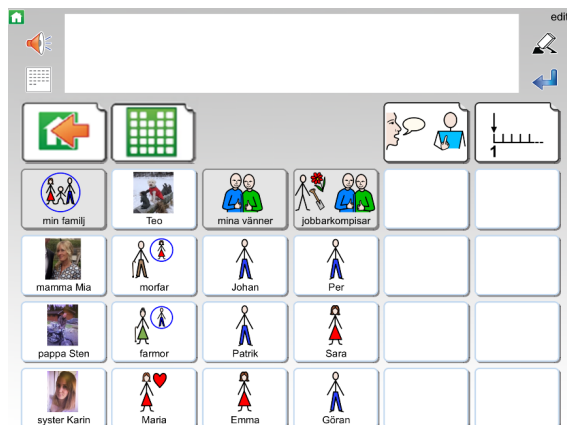 edit
1
min familj
Teo
mina vänner
jobbarkompisar
mamma Mia
morfar
Johan
Per
pappa Sten
farmor
Patrik
Sara
syster Karin
Maria
Emma
Göran